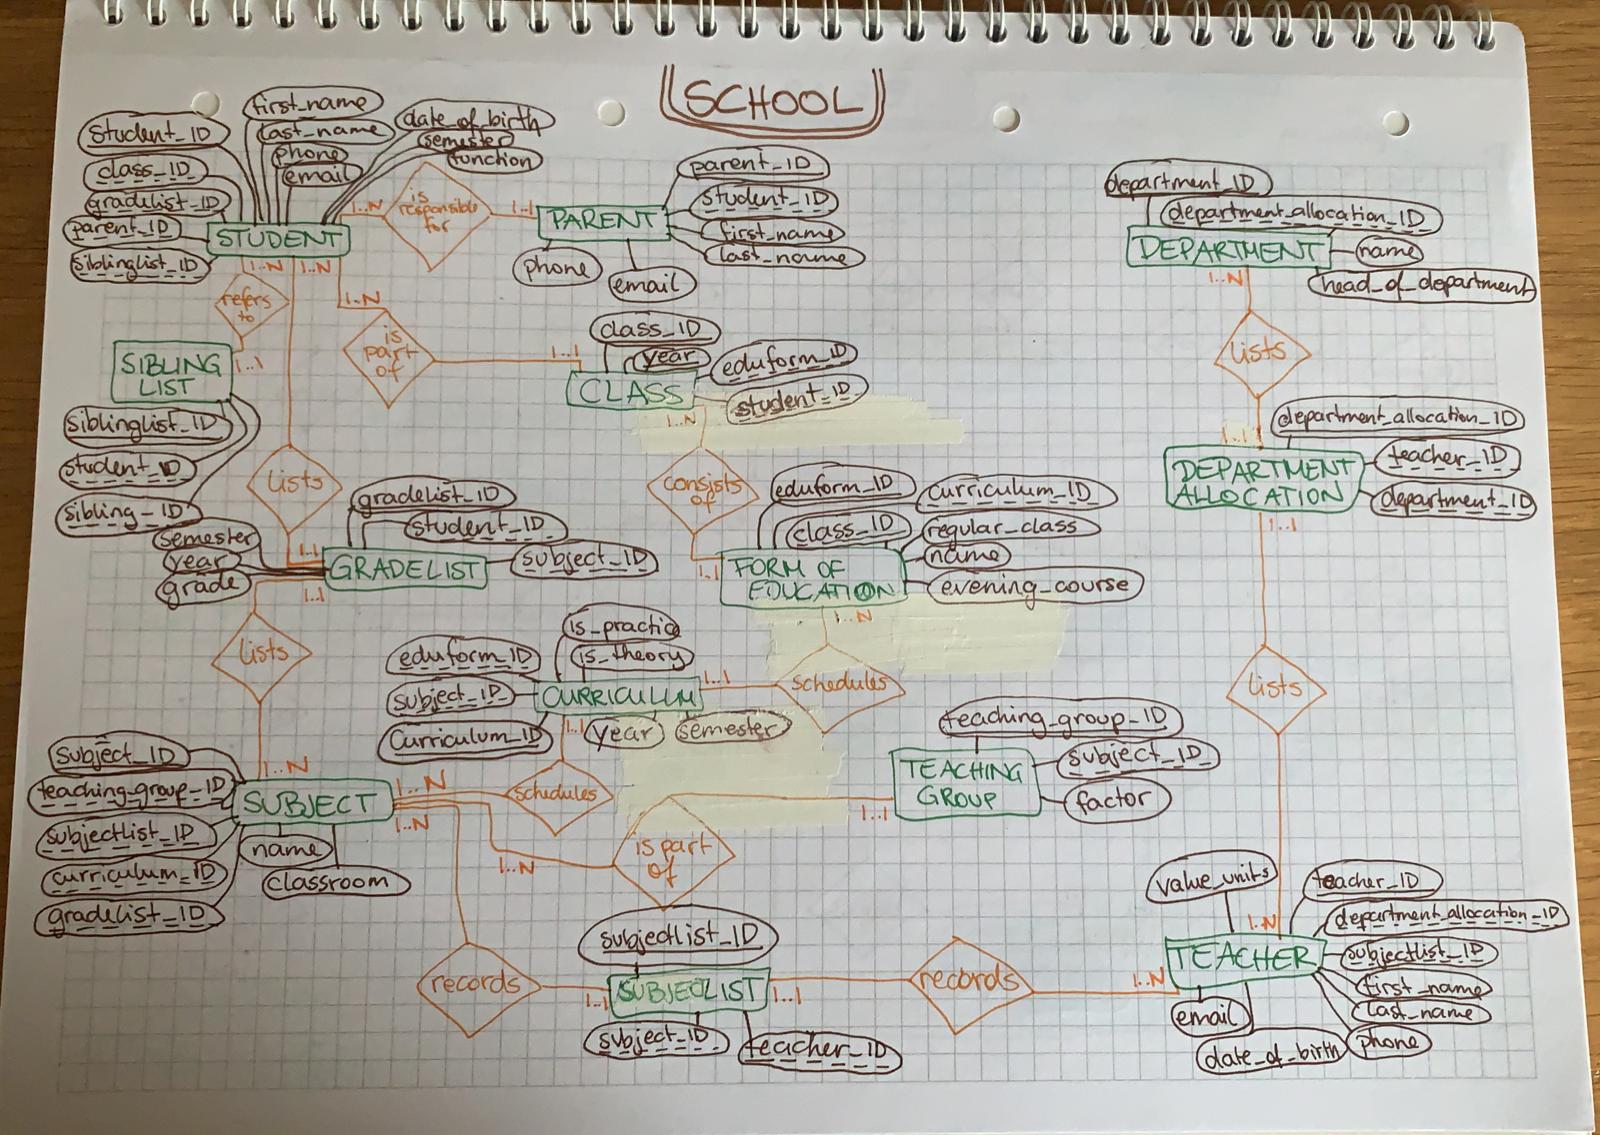 SCHOOL
Student_ID
class_ID
gradelist_ID
parent_ID
siblinglist_ID
first_name
last_name
phone
email
date_of_birth
semester
function
STUDENT
1..N
is
responsible
for
1..1
PARENT
parent_ID
student_ID
first_name
last_name
phone
email
department_ID
department_allocation_ID
DEPARTMENT
name
head_of_department
1..N
1..N
1..N
refers
to
1..1
SIBLING
LIST
siblinglist_ID
student_ID
sibling_ID
is
part
of
1..1
class_ID
year
eduform_ID
student_ID
CLASS
1..N
lists
1..1
department_allocation_ID
DEPARTMENT
ALLOCATION
teacher_ID
department_ID
1..1
1..N
consists
of
1..1
lists
1..1
gradelist_ID
student_ID
subject_ID
GRADELIST
semester
year
grade
1..1
eduform_ID
class_ID
curriculum_ID
regular_class
name
evening_course
FORM OF
EDUCATION
1..N
lists
1..N
is_practice
is_theory
eduform_ID
subject_ID
curriculum_ID
CURRICULUM
year
semester
1..1
schedules
1..1
lists
1..N
teaching_group_ID
TEACHING
GROUP
subject_ID
factor
1..1
Subject_ID
teaching_group_ID
subjectlist_ID
curriculum_ID
gradelist_ID
SUBJECT
name
classroom
1..N
1..N
schedules
1..N
is part
of
records
1..1
subjectlist_ID
SUBJECTLIST
subject_ID
teacher_ID
1..1
records
1..N
value_units
teacher_ID
department_allocation_ID
subjectlist_ID
first_name
last_name
phone
TEACHER
email
date_of_birth